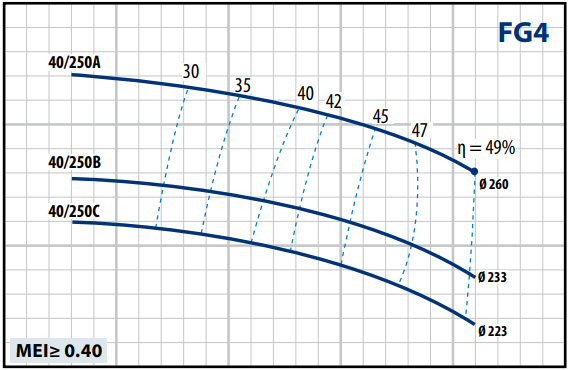 FG4
40/250A
30
35
40
42
45
47
η = 49%
Ø 260
40/250B
40/250C
Ø 233
Ø 223
MEI≥ 0.40